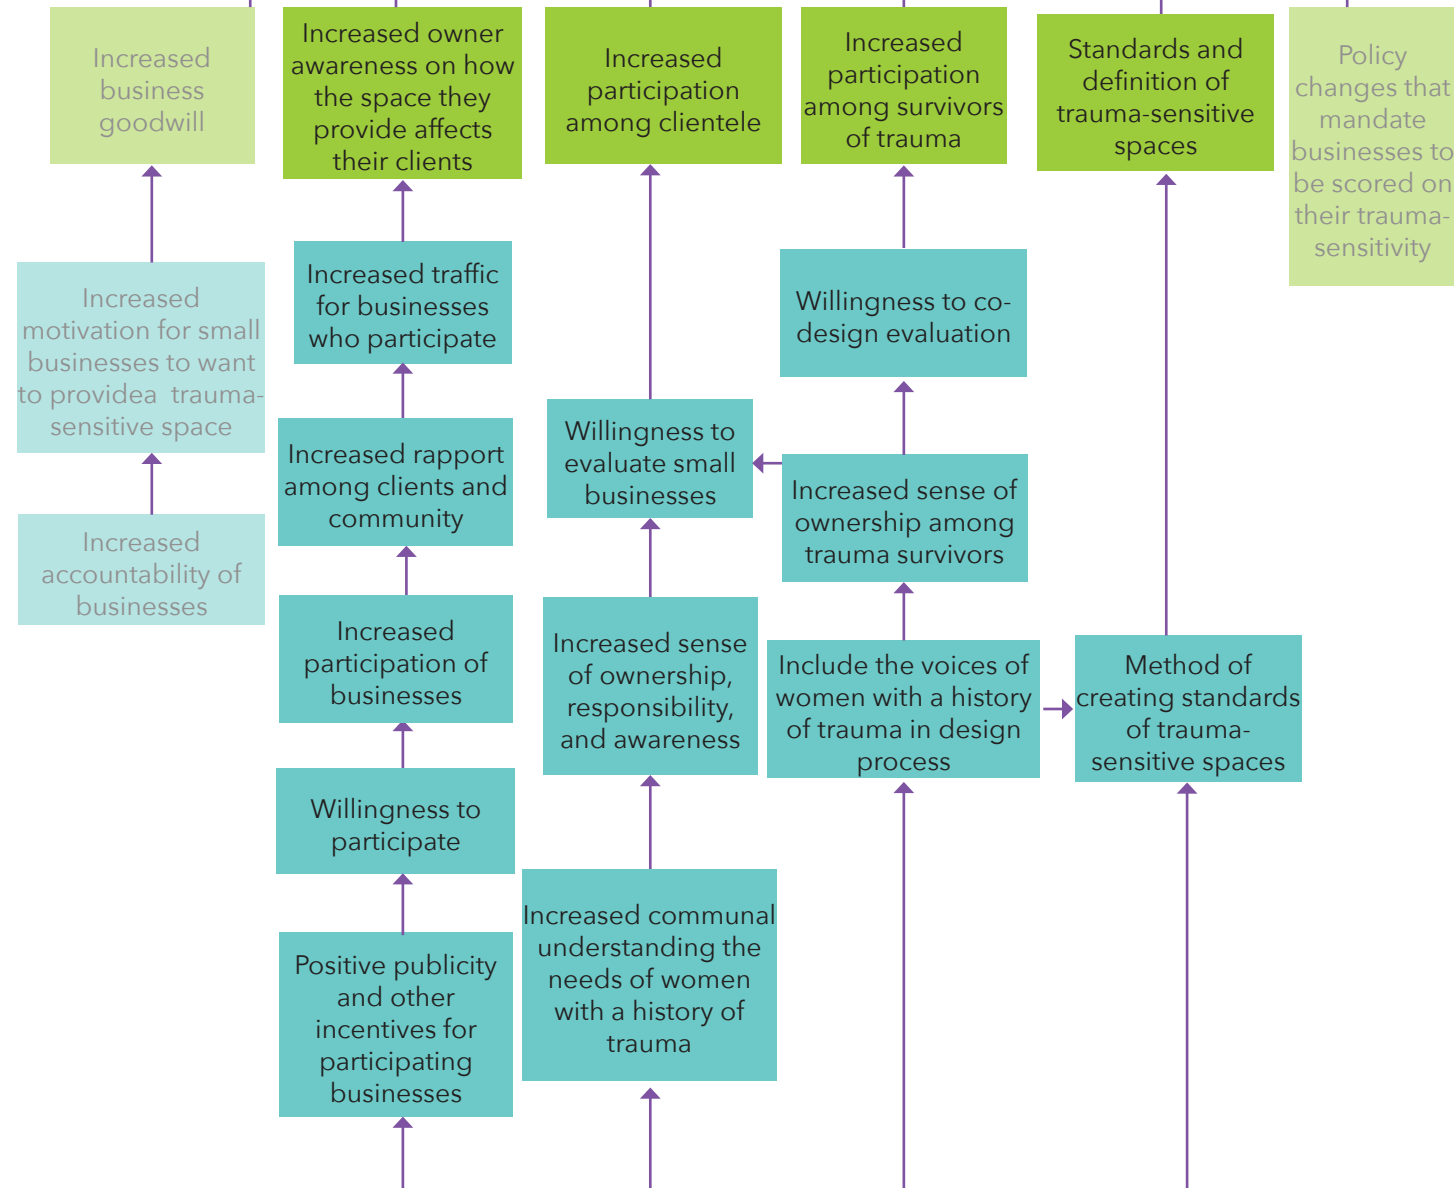 Increased
business
goodwill
Increased owner
awareness on how
the space they
provide affects
their clients
Increased
participation
among clientele
Increased
participation
among survivors
of trauma
Standards and
definition of
trauma-sensitive
spaces
Policy
changes that
mandate
businesses to
be scored on
their trauma-
sensitivity
Increased
motivation for small
businesses to want
to providea  trauma-
sensitive space
Increased traffic
for businesses
who participate
Willingness to co-
design evaluation
Increased rapport
among clients and
community
Willingness to
evaluate small
businesses
Increased sense of
ownership among
trauma survivors
Increased
accountability of
businesses
Increased
participation of
businesses
Increased sense
of ownership,
responsibility,
and awareness
Include the voices of
women with a history
of trauma in design
process
Method of
creating standards
of trauma-
sensitive spaces
Willingness to
participate
Increased communal
understanding the
needs of women
with a history of
trauma
Positive publicity
and other
incentives for
participating
businesses